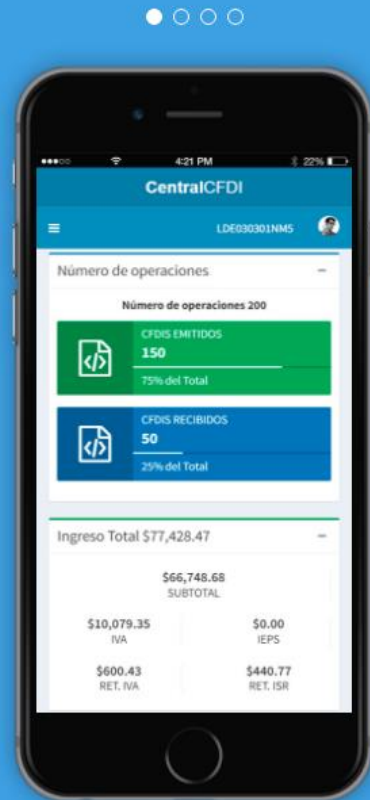 4:21 PM
22%
CentralCFDI
LDE030301NM5
Número de operaciones
Número de operaciones 200
CFDIS EMITIDOS
150
75% del Total
CFDIS RECIBIDOS
50
25% del Total
Ingreso Total $77,428.47
$66,748.68
SUBTOTAL
$10,079.35 $0.00
IVA IEPS
$600.43 $440.77
RET. IVA RET. ISR